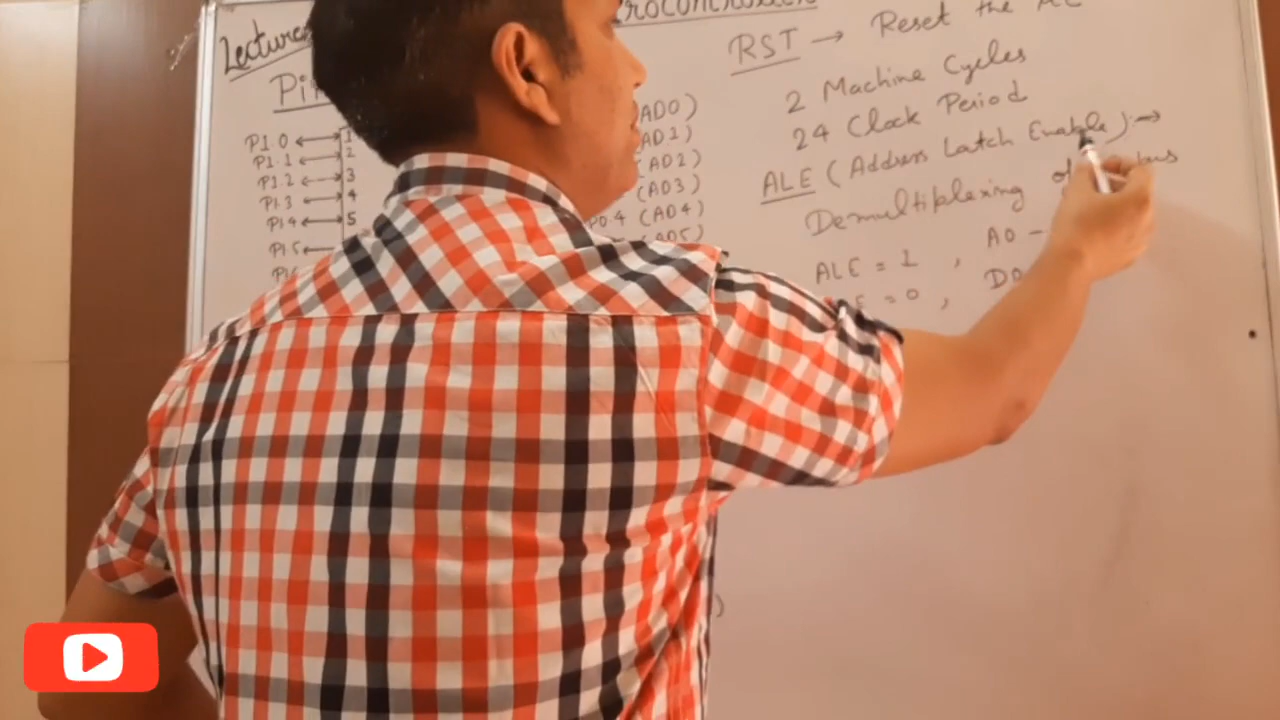 Lecture
RST → Reset the
2 Machine Cycles
24 Clock Period
ALE (Address Latch Enable) →
Demultiplexing of
ALE = 1 , A0 -
= 0 , D0
P1.0 ↔ 1
P1.1 ↔ 2
P1.2 ↔ 3
P1.3 ↔ 4
P1.4 ↔ 5
P1.5 ←
(AD0)
(AD1)
(AD2)
(AD3)
P0.4 (AD4)
(AD5)